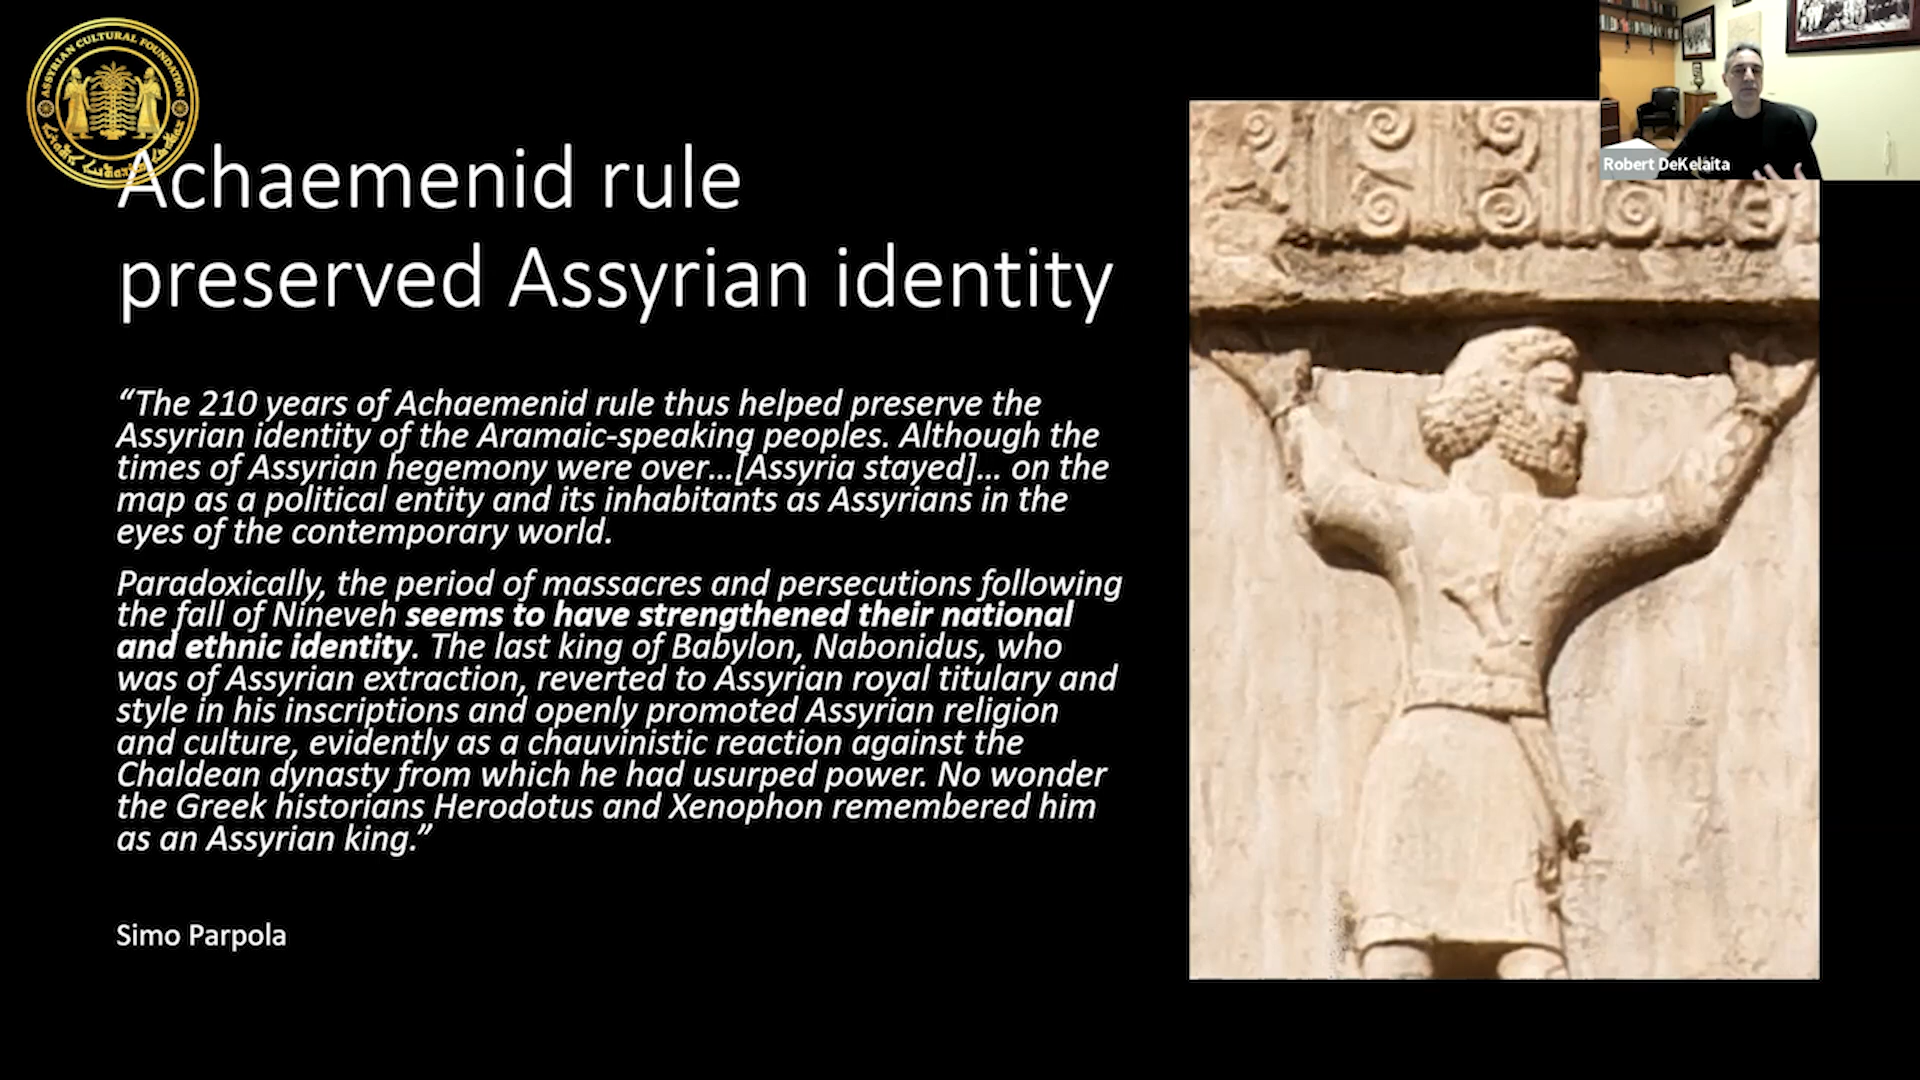 ASSYRIAN CULTURAL FOUNDATION
Robert DeKelaita
Achaemenid rule
preserved Assyrian identity
“The 210 years of Achaemenid rule thus helped preserve the
Assyrian identity of the Aramaic-speaking peoples. Although the
times of Assyrian hegemony were over…[Assyria stayed]… on the
map as a political entity and its inhabitants as Assyrians in the
eyes of the contemporary world.
Paradoxically, the period of massacres and persecutions following
the fall of Nineveh seems to have strengthened their national
and ethnic identity. The last king of Babylon, Nabonidus, who
was of Assyrian extraction, reverted to Assyrian royal titulary and
style in his inscriptions and openly promoted Assyrian religion
and culture, evidently as a chauvinistic reaction against the
Chaldean dynasty from which he had usurped power. No wonder
the Greek historians Herodotus and Xenophon remembered him
as an Assyrian king.”
Simo Parpola